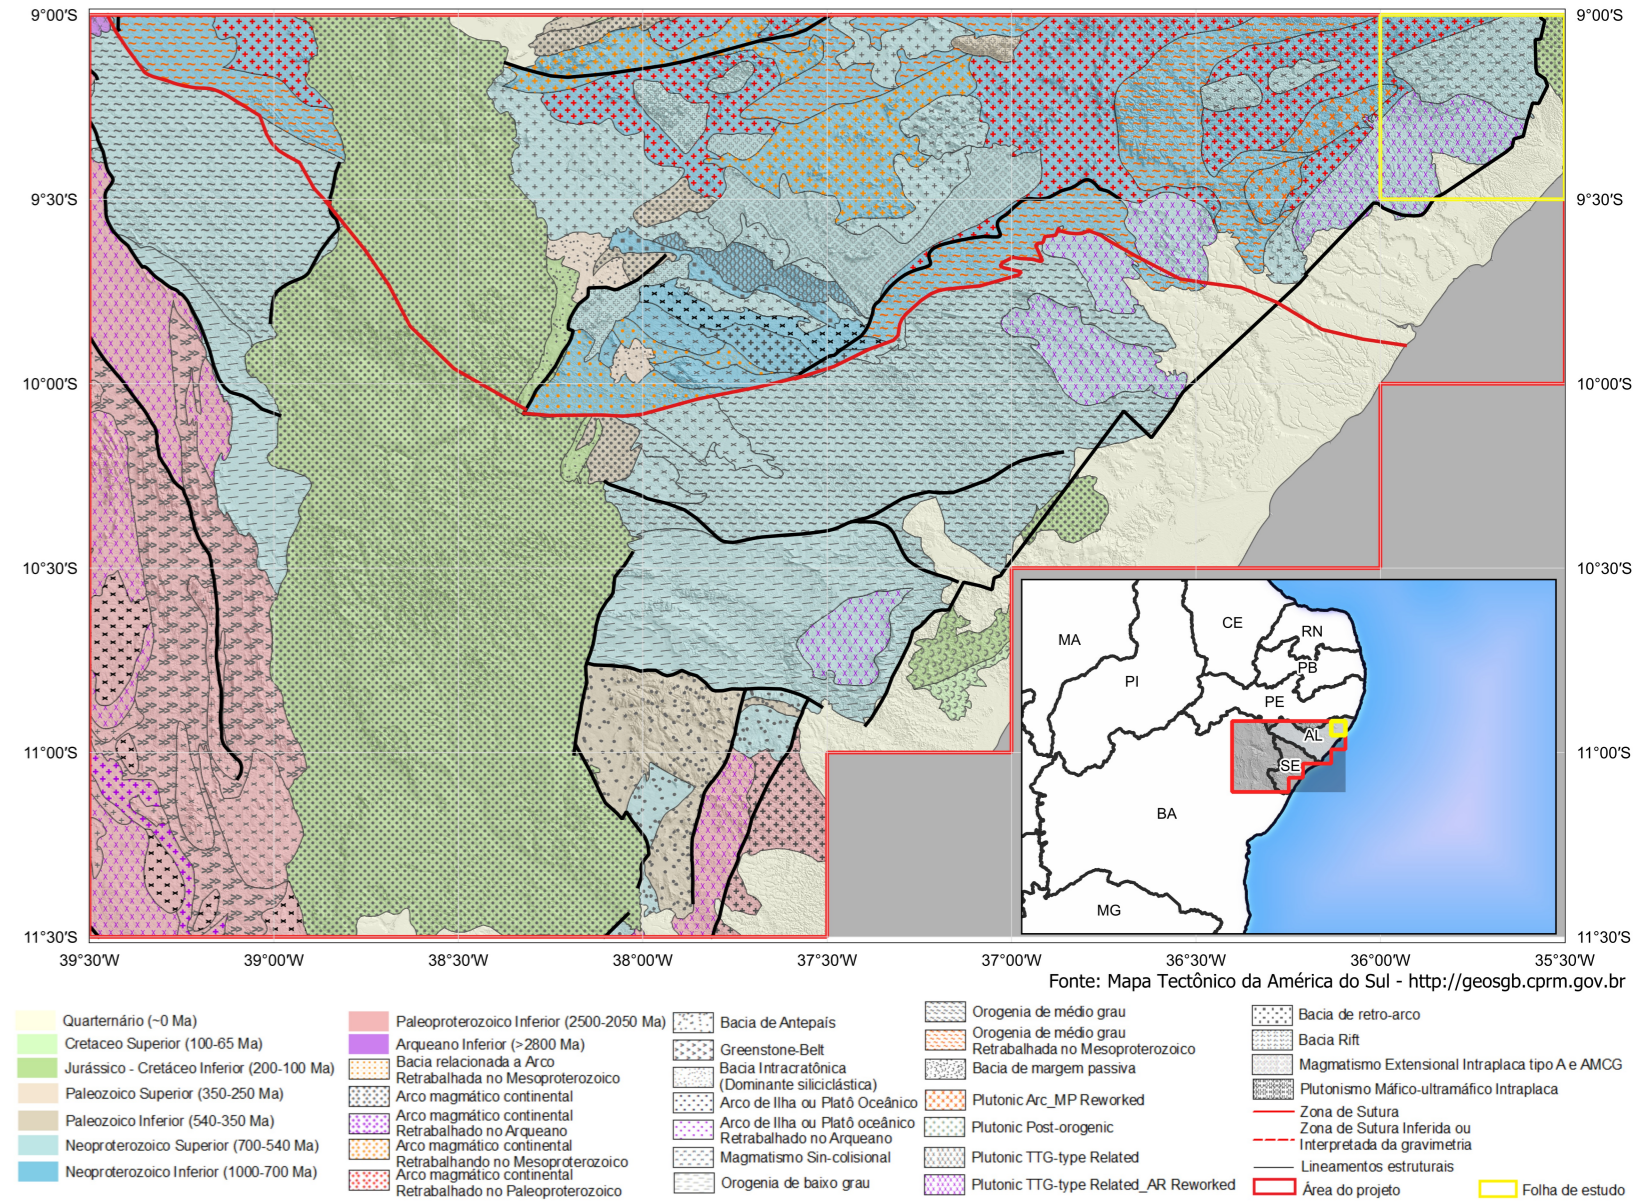 9°00'S
9°00'S
9°30'S
9°30'S
10°00'S
10°00'S
10°30'S
10°30'S
11°00'S
11°00'S
11°30'S
11°30'S
MA
CE
RN
PB
PI
PE
AL
SE
BA
MG
39°30'W
39°00'W
38°30'W
38°00'W
37°30'W
37°00'W
36°30'W
36°00'W
35°30'W
Fonte: Mapa Tectônico da América do Sul - http://geosgb.cprm.gov.br
Quarternário (~0 Ma)
Cretaceo Superior (100-65 Ma)
Jurássico - Cretáceo Inferior (200-100 Ma)
Paleozoico Superior (350-250 Ma)
Paleozoico Inferior (540-350 Ma)
Neoproterozoico Superior (700-540 Ma)
Neoproterozoico Inferior (1000-700 Ma)
Paleoproterozoico Inferior (2500-2050 Ma)
Arqueano Inferior (>2800 Ma)
Bacia relacionada a Arco
Retrabalhada no Mesoproterozoico
Arco magmático continental
Arco magmático continental
Retrabalhado no Arqueano
Arco magmático continental
Retrabalhando no Mesoproterozoico
Arco magmático continental
Retrabalhado no Paleoproterozoico
Bacia de Antepaís
Greenstone-Belt
Bacia Intracratônica
(Dominante siliciclástica)
Arco de Ilha ou Platô Oceânico
Arco de Ilha ou Platô oceânico
Retrabalhado no Arqueano
Magmatismo Sin-colisional
Orogenia de baixo grau
Orogenia de médio grau
Orogenia de médio grau
Retrabalhada no Mesoproterozoico
Bacia de margem passiva
Plutonic Arc_MP Reworked
Plutonic Post-orogenic
Plutonic TTG-type Related
Plutonic TTG-type Related_AR Reworked
Bacia de retro-arco
Bacia Rift
Magmatismo Extensional Intraplaca tipo A e AMCG
Plutonismo Máfico-ultramáfico Intraplaca
Zona de Sutura
Zona de Sutura Inferida ou
Interpretada da gravimetria
Lineamentos estruturais
Área do projeto
Folha de estudo